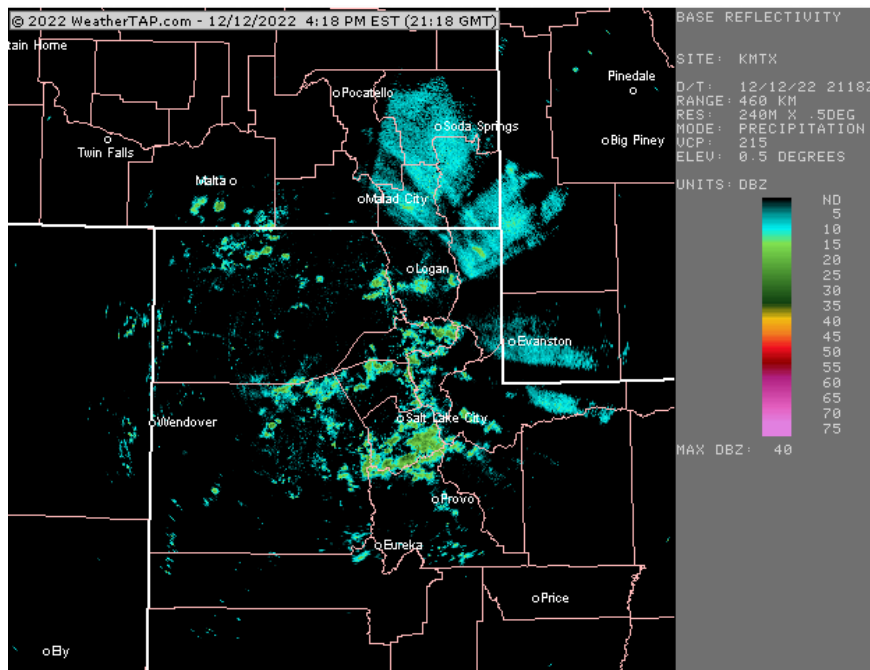 © 2022 WeatherTAP.com - 12/12/2022 4:18 PM EST (21:18 GMT)
BASE REFLECTIVITY
SITE: KMTX
D/T: 12/12/22 2118Z
RANGE: 460 KM
RES: 240M X .5DEG
MODE: PRECIPITATION
VCP: 215
ELEV: 0.5 DEGREES
UNITS: DBZ
ND
5
10
15
20
25
30
35
40
45
50
55
60
65
70
75
MAX DBZ: 40
tain Home
Pocatello
Pinedale
Soda Springs
Twin Falls
Big Piney
Malta
Malad City
Logan
Evanston
Wendover
Salt Lake City
Provo
Eureka
Price
Ely